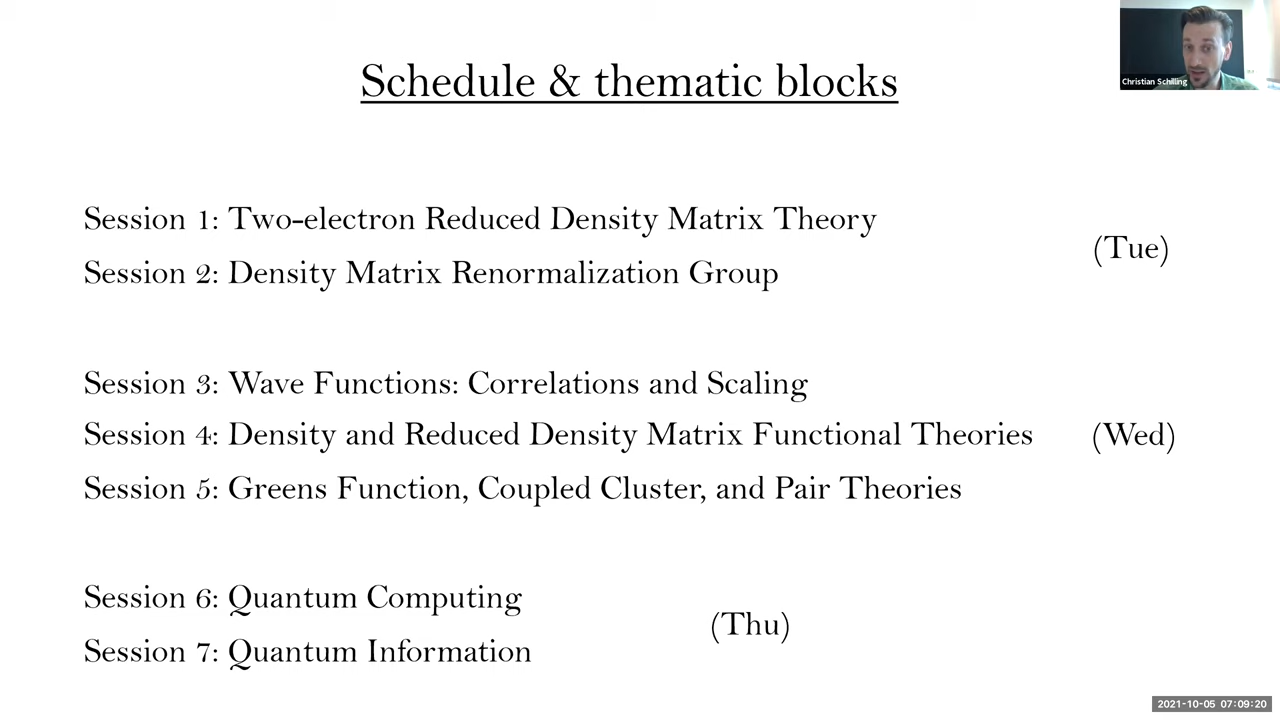 Schedule & thematic blocks
Christian Schilling
Session 1: Two-electron Reduced Density Matrix Theory
(Tue)
Session 2: Density Matrix Renormalization Group
Session 3: Wave Functions: Correlations and Scaling
Session 4: Density and Reduced Density Matrix Functional Theories (Wed)
Session 5: Greens Function, Coupled Cluster, and Pair Theories
Session 6: Quantum Computing
(Thu)
Session 7: Quantum Information
2021-10-05 07:09:20